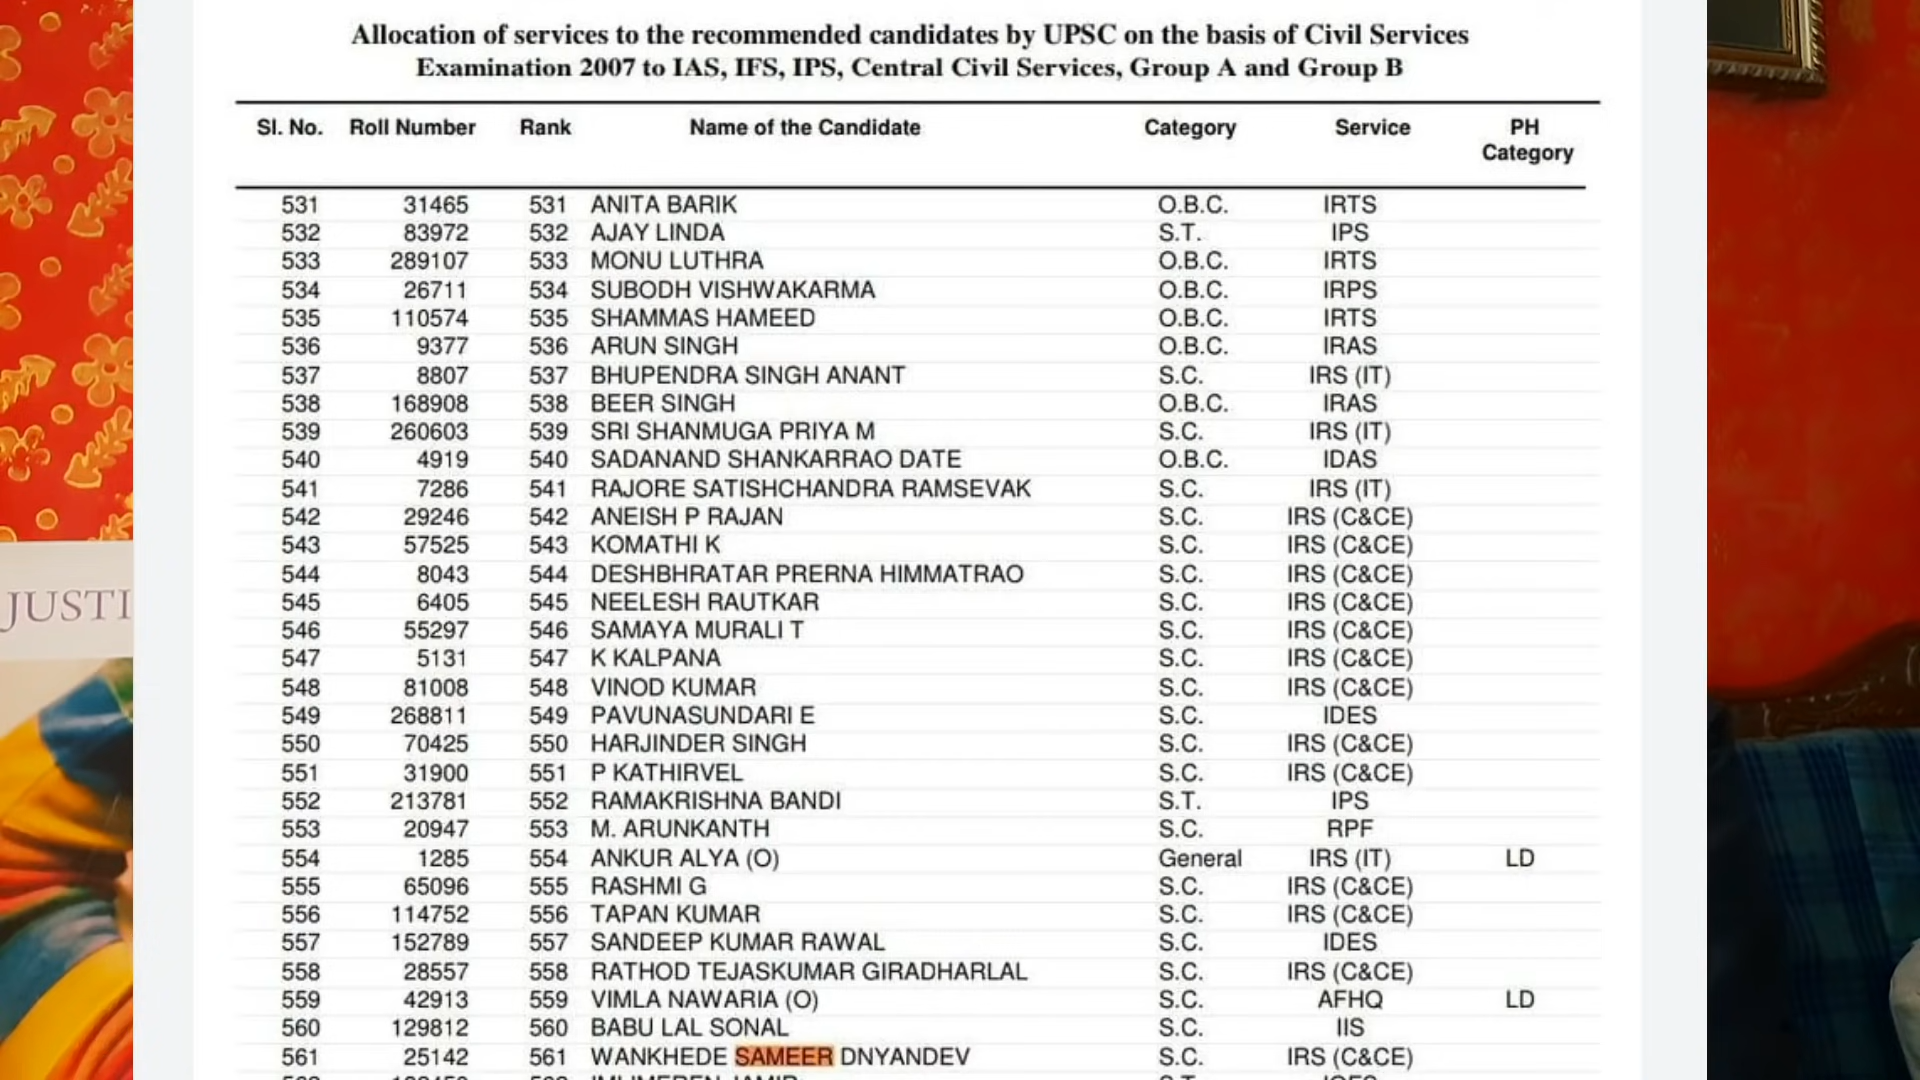 Allocation of services to the recommended candidates by UPSC on the basis of Civil Services
Examination 2007 to IAS, IFS, IPS, Central Civil Services, Group A and Group B
Sl. No. Roll Number Rank Name of the Candidate Category Service PH Category
531 31465 531 ANITA BARIK O.B.C. IRTS
532 83972 532 AJAY LINDA S.T. IPS
533 289107 533 MONU LUTHRA O.B.C. IRTS
534 26711 534 SUBODH VISHWAKARMA O.B.C. IRPS
535 110574 535 SHAMMAS HAMEED O.B.C. IRTS
536 9377 536 ARUN SINGH O.B.C. IRAS
537 8807 537 BHUPENDRA SINGH ANANT S.C. IRS (IT)
538 168908 538 BEER SINGH O.B.C. IRAS
539 260603 539 SRI SHANMUGA PRIYA M S.C. IRS (IT)
540 4919 540 SADANAND SHANKARRAO DATE O.B.C. IDAS
541 7286 541 RAJORE SATISHCHANDRA RAMSEVAK S.C. IRS (IT)
542 29246 542 ANEISH P RAJAN S.C. IRS (C&CE)
543 57525 543 KOMATHI K S.C. IRS (C&CE)
544 8043 544 DESHBHRATAR PRERNA HIMMATRAO S.C. IRS (C&CE)
545 6405 545 NEELESH RAUTKAR S.C. IRS (C&CE)
546 55297 546 SAMAYA MURALI T S.C. IRS (C&CE)
547 5131 547 K KALPANA S.C. IRS (C&CE)
548 81008 548 VINOD KUMAR S.C. IRS (C&CE)
549 268811 549 PAVUNASUNDARI E S.C. IDES
550 70425 550 HARJINDER SINGH S.C. IRS (C&CE)
551 31900 551 P KATHIRVEL S.C. IRS (C&CE)
552 213781 552 RAMAKRISHNA BANDI S.T. IPS
553 20947 553 M. ARUNKANTH S.C. RPF
554 1285 554 ANKUR ALYA (O) General IRS (IT) LD
555 65096 555 RASHMI G S.C. IRS (C&CE)
556 114752 556 TAPAN KUMAR S.C. IRS (C&CE)
557 152789 557 SANDEEP KUMAR RAWAL S.C. IDES
558 28557 558 RATHOD TEJASKUMAR GIRADHARLAL S.C. IRS (C&CE)
559 42913 559 VIMLA NAWARIA (O) S.C. AFHQ LD
560 129812 560 BABU LAL SONAL S.C. IIS
561 25142 561 WANKHEDE SAMEER DNYANDEV S.C. IRS (C&CE)
JUSTI